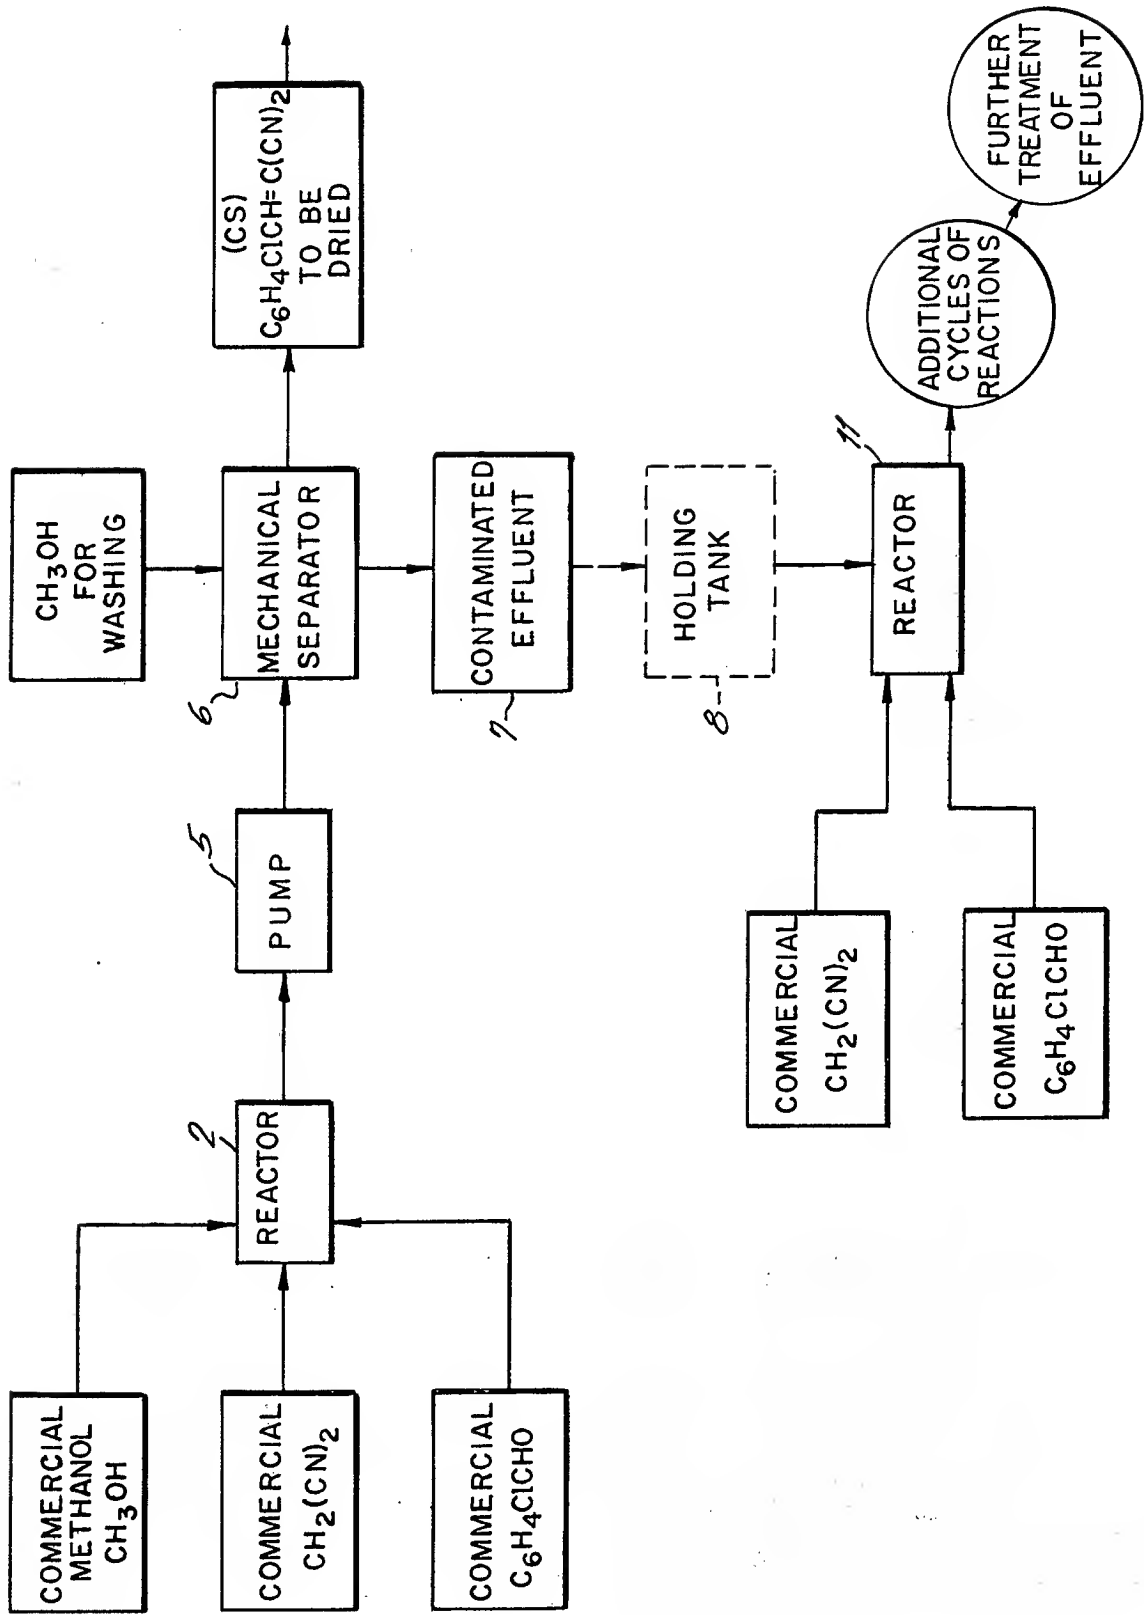 COMMERCIAL
METHANOL
CH3OH
COMMERCIAL
CH2(CN)2
COMMERCIAL
C6H4ClCHO
2
REACTOR
5
PUMP
CH3OH
FOR
WASHING
6
MECHANICAL
SEPARATOR
(CS)
C6H4ClCH=C(CN)2
TO BE
DRIED
7
CONTAMINATED
EFFLUENT
8
HOLDING
TANK
COMMERCIAL
CH2(CN)2
COMMERCIAL
C6H4ClCHO
11
REACTOR
ADDITIONAL
CYCLES OF
REACTIONS
FURTHER
TREATMENT
OF
EFFLUENT